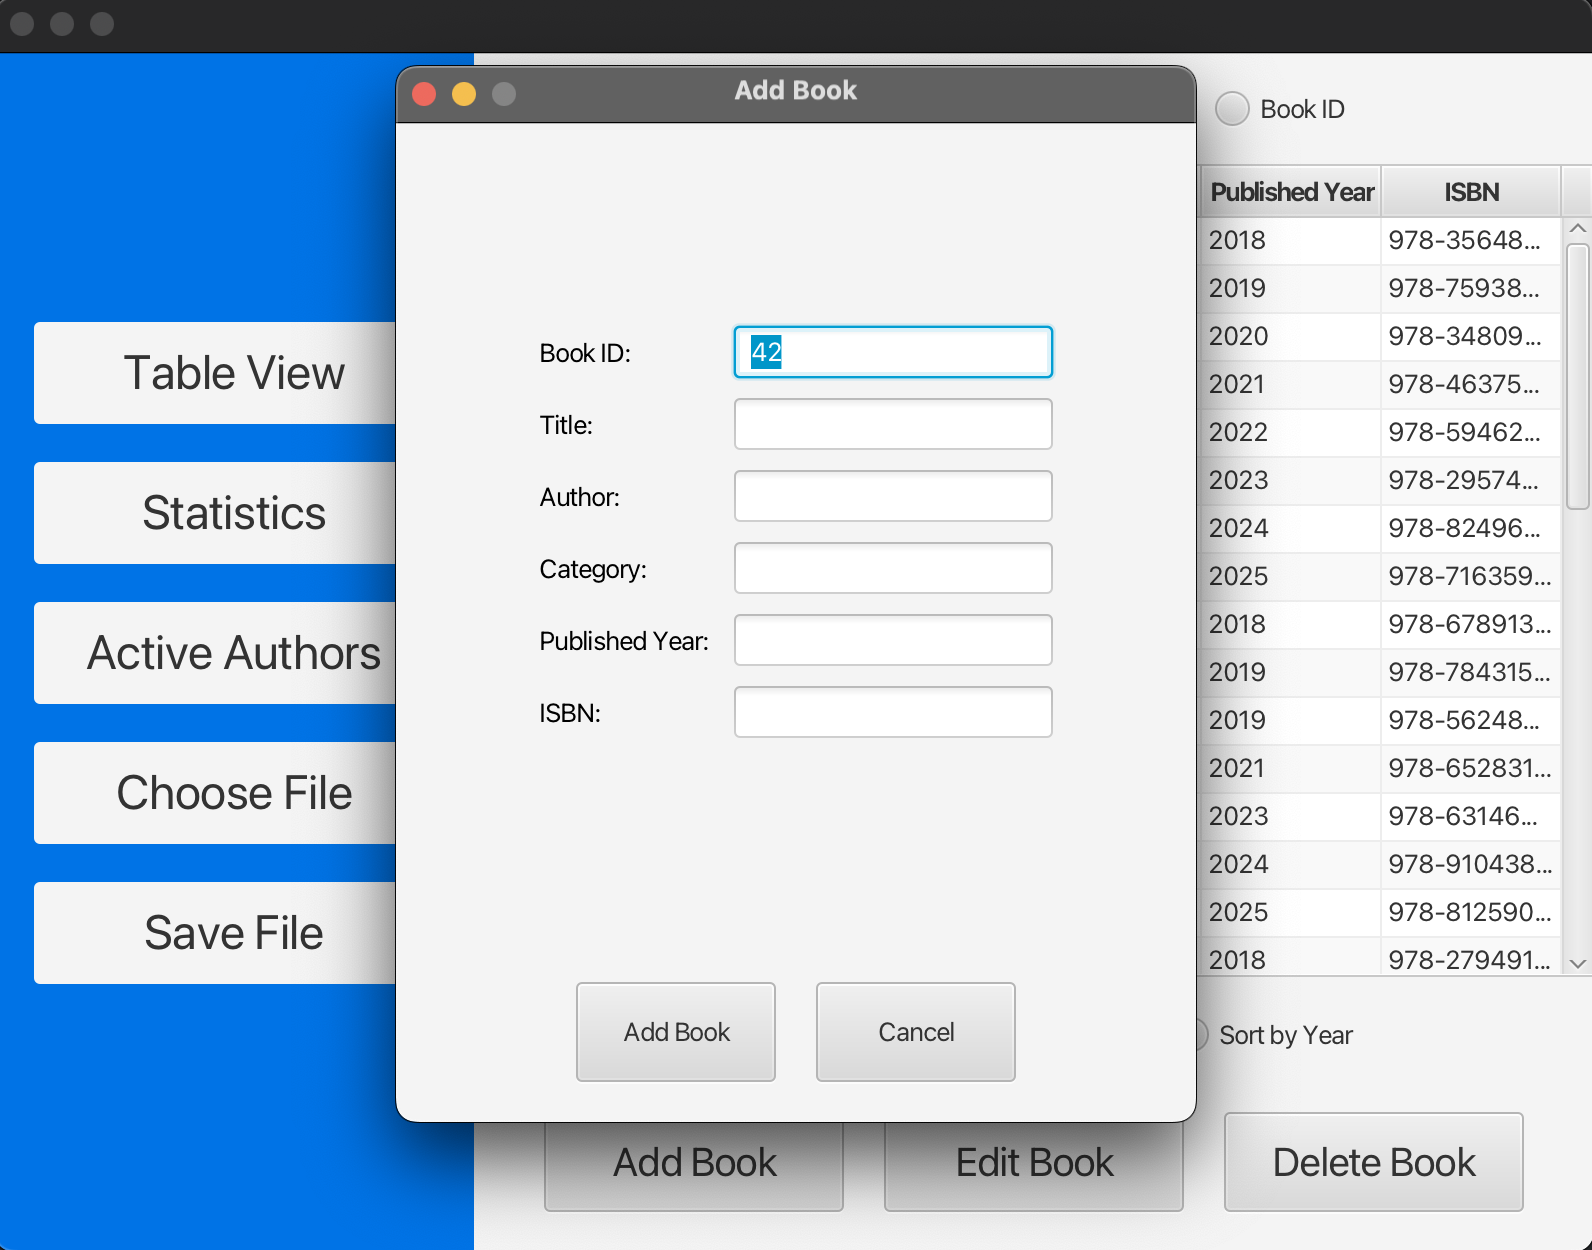 Add Book
Book ID
Table View
Statistics
Active Authors
Choose File
Save File
Book ID: 42
Title:
Author:
Category:
Published Year:
ISBN:
Add Book Cancel
Published Year ISBN
2018 978-35648...
2019 978-75938...
2020 978-34809...
2021 978-46375...
2022 978-59462...
2023 978-29574...
2024 978-82496...
2025 978-716359...
2018 978-678913...
2019 978-784315...
2019 978-56248...
2021 978-652831...
2023 978-63146...
2024 978-910438...
2025 978-812590...
2018 978-279491...
Sort by Year
Add Book Edit Book Delete Book